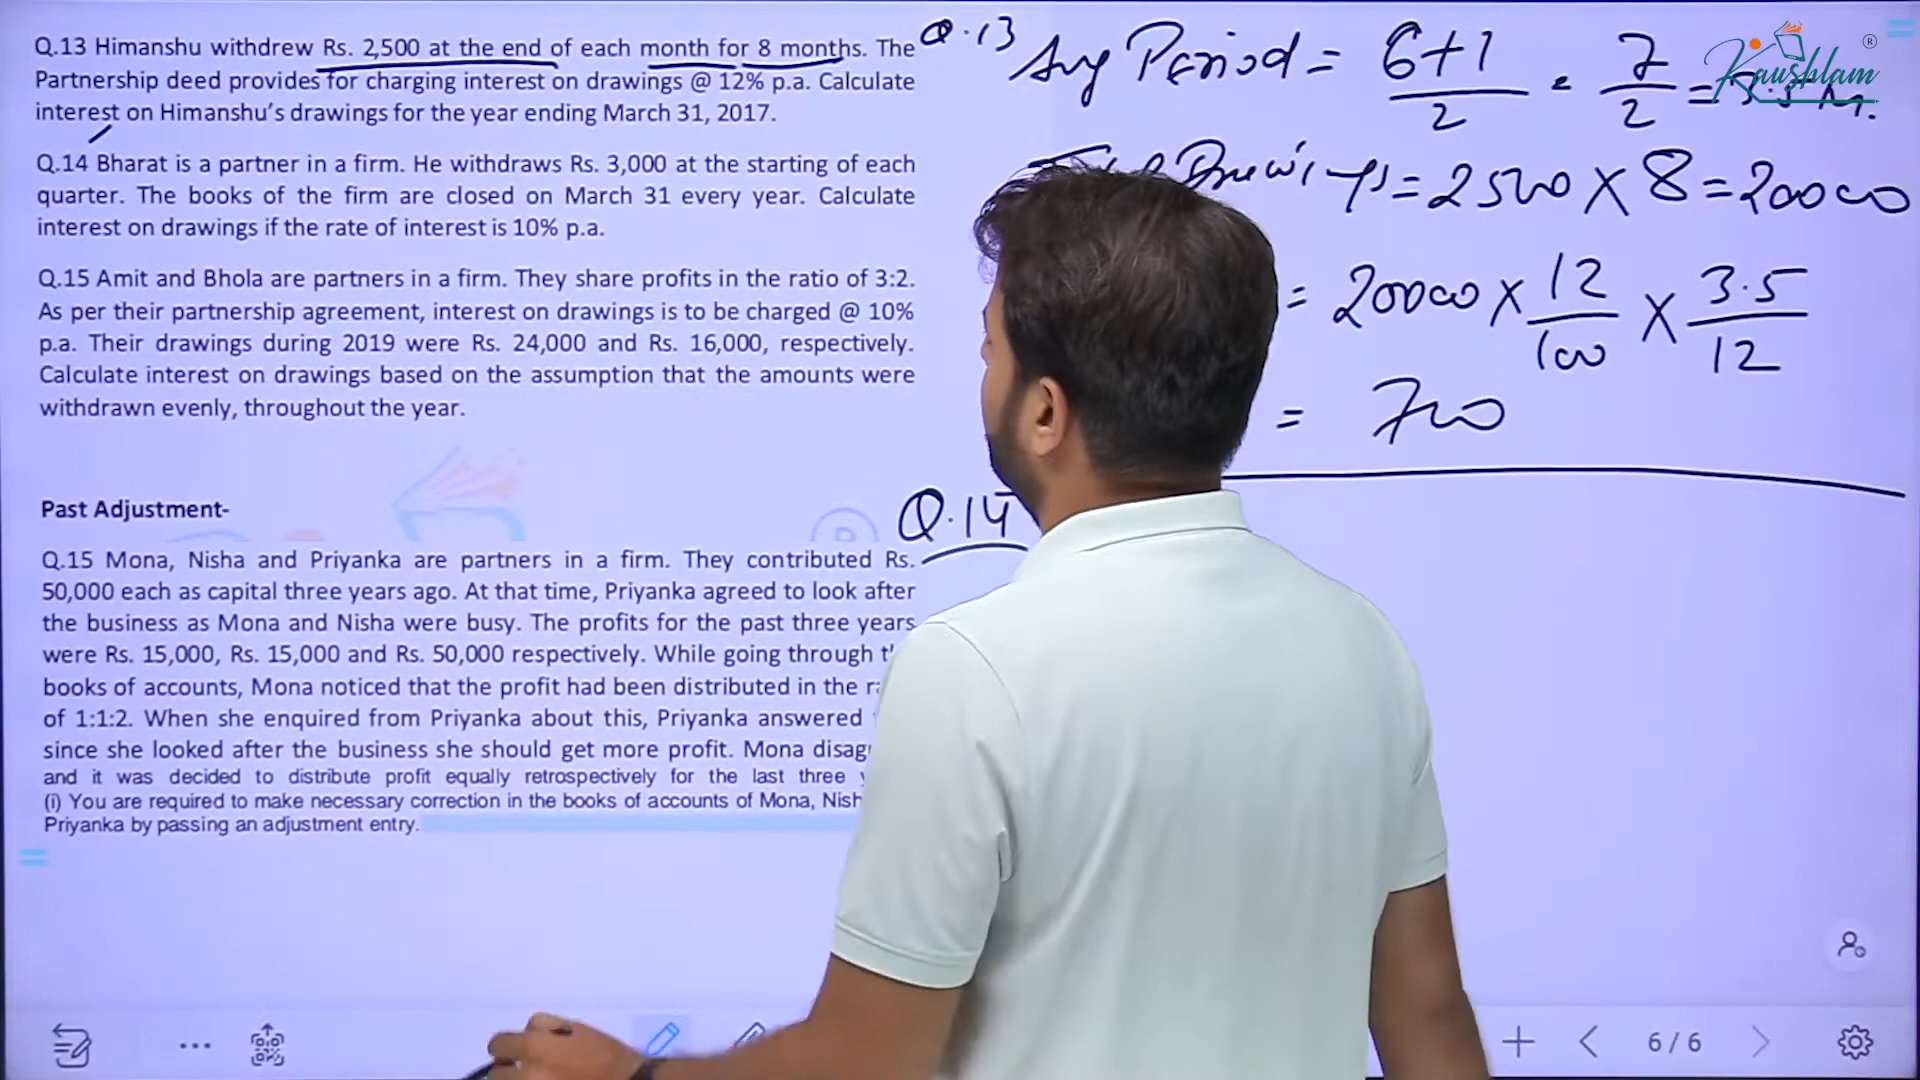 Q.13 Himanshu withdrew Rs. 2,500 at the end of each month for 8 months. The
Partnership deed provides for charging interest on drawings @ 12% p.a. Calculate
interest on Himanshu's drawings for the year ending March 31, 2017.
Q.14 Bharat is a partner in a firm. He withdraws Rs. 3,000 at the starting of each
quarter. The books of the firm are closed on March 31 every year. Calculate
interest on drawings if the rate of interest is 10% p.a.
Q.15 Amit and Bhola are partners in a firm. They share profits in the ratio of 3:2.
As per their partnership agreement, interest on drawings is to be charged @ 10%
p.a. Their drawings during 2019 were Rs. 24,000 and Rs. 16,000, respectively.
Calculate interest on drawings based on the assumption that the amounts were
withdrawn evenly, throughout the year.
Past Adjustment-
Q.15 Mona, Nisha and Priyanka are partners in a firm. They contributed Rs.
50,000 each as capital three years ago. At that time, Priyanka agreed to look after
the business as Mona and Nisha were busy. The profits for the past three years
were Rs. 15,000, Rs. 15,000 and Rs. 50,000 respectively. While going through
books of accounts, Mona noticed that the profit had been distributed in the
of 1:1:2. When she enquired from Priyanka about this, Priyanka answered
since she looked after the business she should get more profit. Mona
and it was decided to distribute profit equally retrospectively for the last three
(i) You are required to make necessary correction in the books of accounts of Mona,
Priyanka by passing an adjustment entry.
Q.13 Avg Period = 6+1/2 = 7/2 =
= 2500 X 8 = 20000
= 20000 X 12/100 X 3.5/12
= 700
Q.14
Kaushlam ®
6 / 6